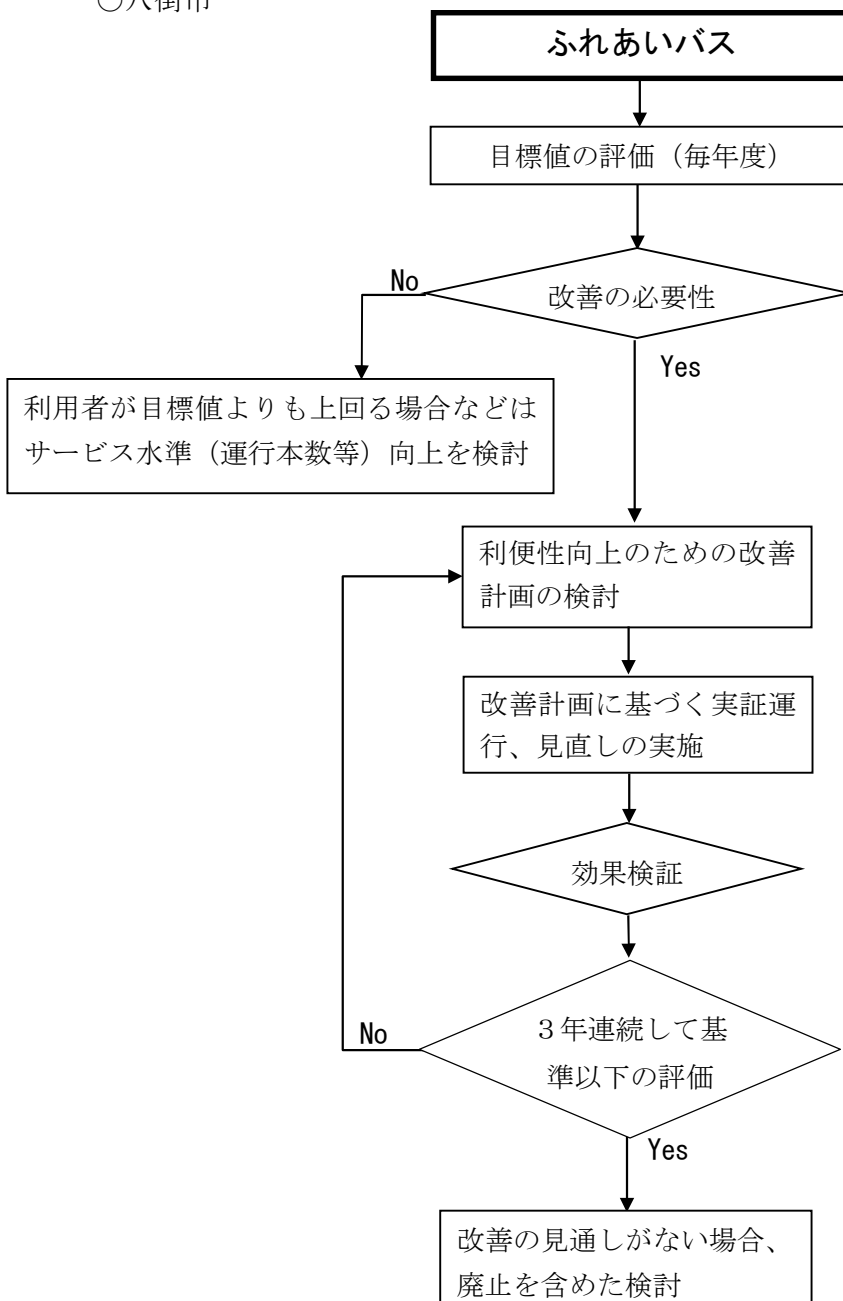 ○八街市
ふれあいバス
目標値の評価（毎年度）
改善の必要性
No
Yes
利用者が目標値よりも上回る場合などは
サービス水準（運行本数等）向上を検討
利便性向上のための改善
計画の検討
改善計画に基づく実証運
行、見直しの実施
効果検証
３年連続して基
準以下の評価
No
Yes
改善の見通しがない場合、
廃止を含めた検討